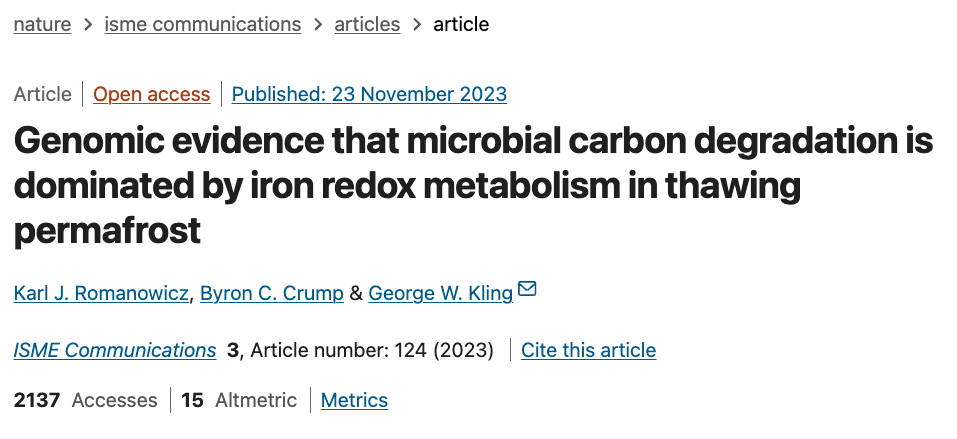 nature > isme communications > articles > article
Article | Open access | Published: 23 November 2023
Genomic evidence that microbial carbon degradation is
dominated by iron redox metabolism in thawing
permafrost
Karl J. Romanowicz, Byron C. Crump & George W. Kling
ISME Communications 3, Article number: 124 (2023) | Cite this article
2137 Accesses | 15 Altmetric | Metrics